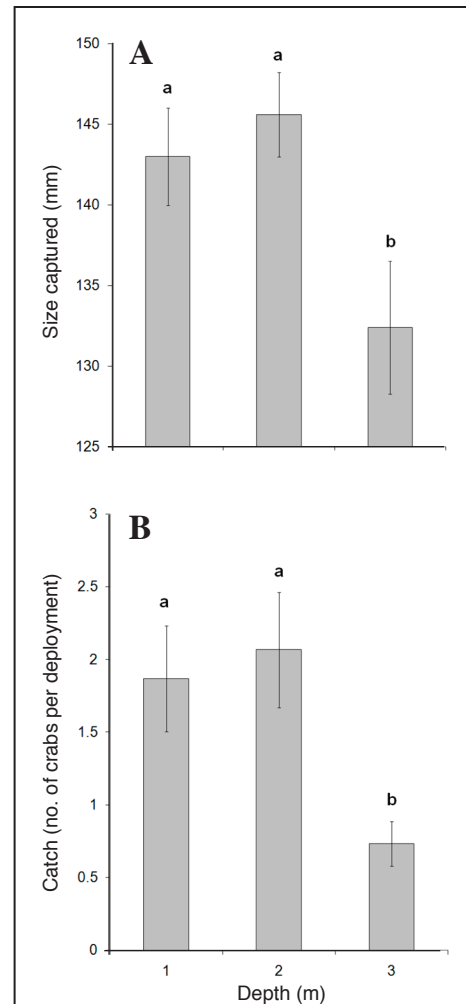 A
150
145
140
135
130
125
Size captured (mm)
a
a
b
B
3
2.5
2
1.5
1
0.5
0
Catch (no. of crabs per deployment)
a
a
b
1 2 3
Depth (m)